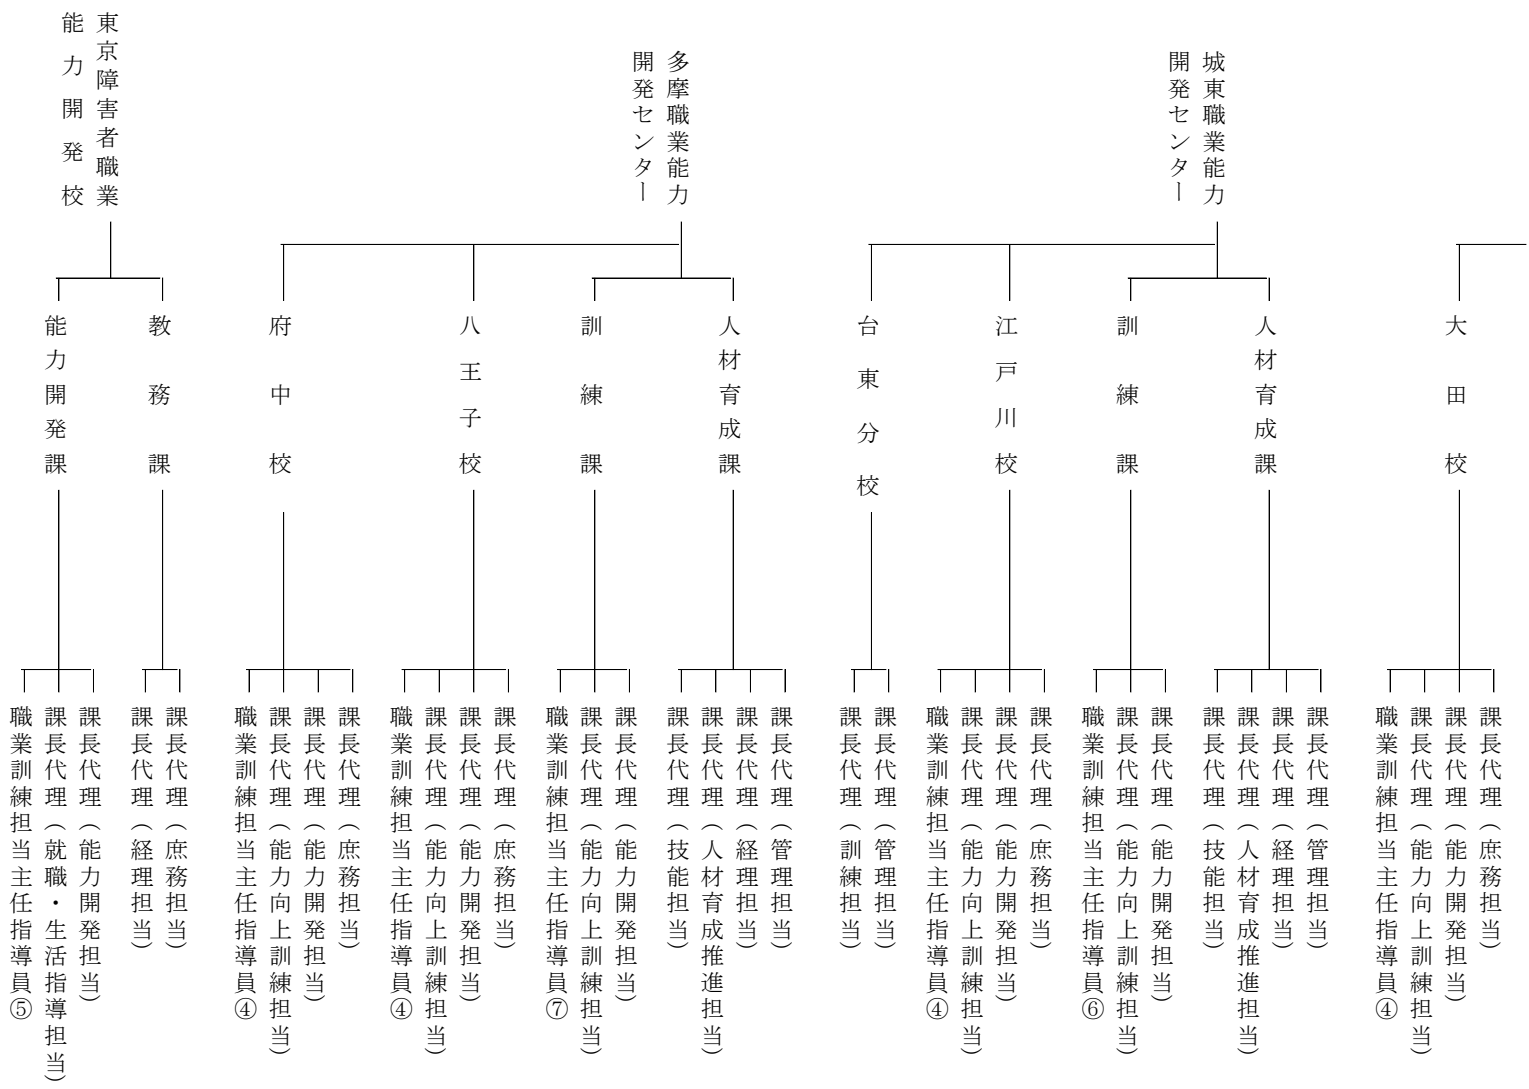 大田校
課長代理（庶務担当）
課長代理（能力開発担当）
課長代理（能力向上訓練担当）
職業訓練担当主任指導員④
城東職業能力
開発センター
人材育成課
課長代理（管理担当）
課長代理（経理担当）
課長代理（人材育成推進担当）
課長代理（技能担当）
訓練課
課長代理（能力開発担当）
課長代理（能力向上訓練担当）
職業訓練担当主任指導員⑥
江戸川校
課長代理（庶務担当）
課長代理（能力開発担当）
課長代理（能力向上訓練担当）
職業訓練担当主任指導員④
台東分校
課長代理（管理担当）
課長代理（訓練担当）
多摩職業能力
開発センター
人材育成課
課長代理（管理担当）
課長代理（経理担当）
課長代理（人材育成推進担当）
課長代理（技能担当）
訓練課
課長代理（能力開発担当）
課長代理（能力向上訓練担当）
職業訓練担当主任指導員⑦
八王子校
課長代理（庶務担当）
課長代理（能力開発担当）
課長代理（能力向上訓練担当）
職業訓練担当主任指導員④
府中校
課長代理（庶務担当）
課長代理（能力開発担当）
課長代理（能力向上訓練担当）
職業訓練担当主任指導員④
東京障害者職業
能力開発校
教務課
課長代理（庶務担当）
課長代理（経理担当）
能力開発課
課長代理（能力開発担当）
課長代理（就職・生活指導担当）
職業訓練担当主任指導員⑤